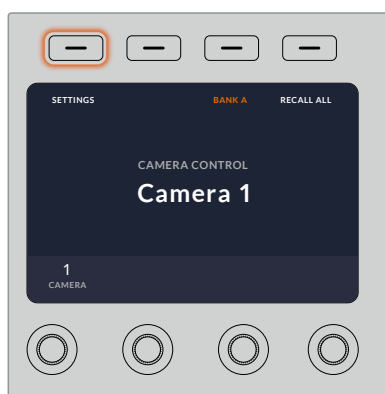 SETTINGS BANK A RECALL ALL
CAMERA CONTROL
Camera 1
1
CAMERA